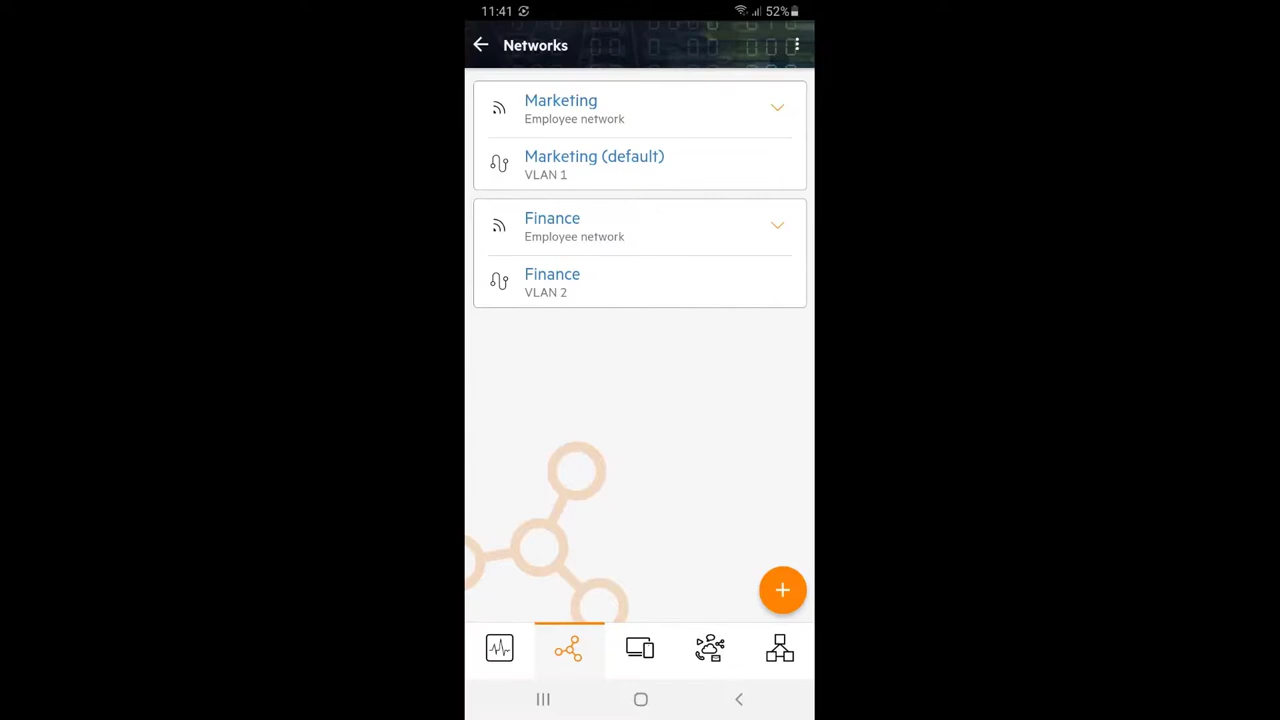 11:41
52%
Networks
Marketing
Employee network
Marketing (default)
VLAN 1
Finance
Employee network
Finance
VLAN 2